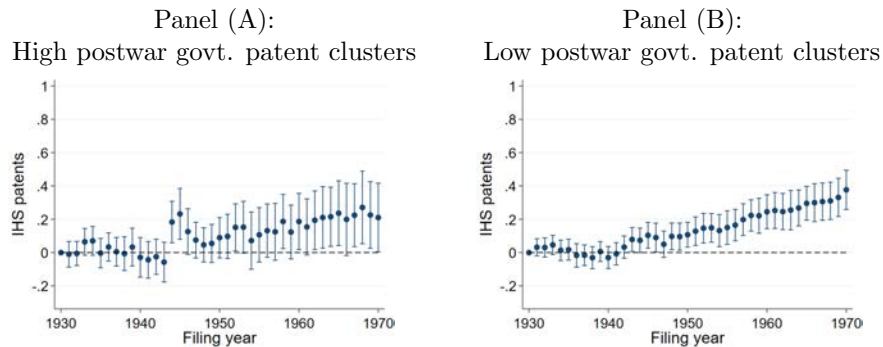 Panel (A):
High postwar govt. patent clusters
1
.8
.6
.4
.2
0
-.2
IHS patents
1930 1940 1950 1960 1970
Filing year
Panel (B):
Low postwar govt. patent clusters
1
.8
.6
.4
.2
0
-.2
IHS patents
1930 1940 1950 1960 1970
Filing year